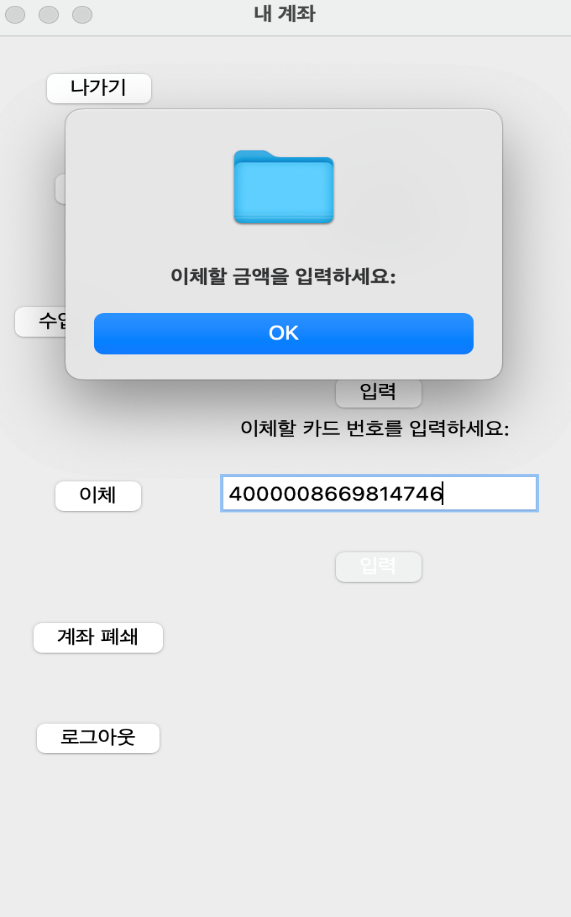 내 계좌
나가기
이체할 금액을 입력하세요:
OK
입력
이체할 카드 번호를 입력하세요:
이체
4000008669814746
입력
계좌 폐쇄
로그아웃